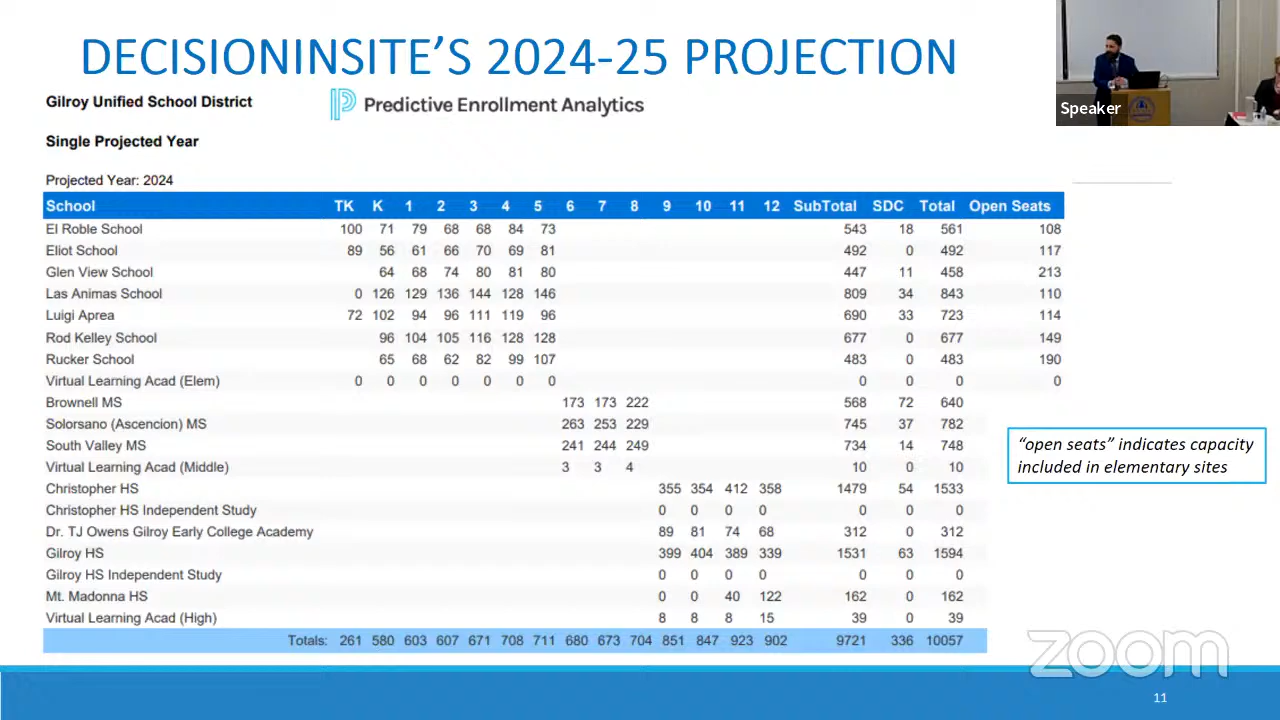 DECISIONINSITE’S 2024-25 PROJECTION
Gilroy Unified School District
Predictive Enrollment Analytics
Speaker
Single Projected Year
Projected Year: 2024
School TK K 1 2 3 4 5 6 7 8 9 10 11 12 SubTotal SDC Total Open Seats
El Roble School 100 71 79 68 68 84 73 543 18 561 108
Eliot School 89 56 61 66 70 69 81 492 0 492 117
Glen View School 64 68 74 80 81 80 447 11 458 213
Las Animas School 0 126 129 136 144 128 146 809 34 843 110
Luigi Aprea 72 102 94 96 111 119 96 690 33 723 114
Rod Kelley School 96 104 105 116 128 128 677 0 677 149
Rucker School 65 68 62 82 99 107 483 0 483 190
Virtual Learning Acad (Elem) 0 0 0 0 0 0 0 0 0 0 0
Brownell MS 173 173 222 568 72 640
Solorsano (Ascencion) MS 263 253 229 745 37 782
South Valley MS 241 244 249 734 14 748
Virtual Learning Acad (Middle) 3 3 4 10 0 10
Christopher HS 355 354 412 358 1479 54 1533
Christopher HS Independent Study 0 0 0 0 0 0 0
Dr. TJ Owens Gilroy Early College Academy 89 81 74 68 312 0 312
Gilroy HS 399 404 389 339 1531 63 1594
Gilroy HS Independent Study 0 0 0 0 0 0 0
Mt. Madonna HS 0 0 40 122 162 0 162
Virtual Learning Acad (High) 8 8 8 15 39 0 39
Totals: 261 580 603 607 671 708 711 680 673 704 851 847 923 902 9721 336 10057
“open seats” indicates capacity
included in elementary sites
zoom
11